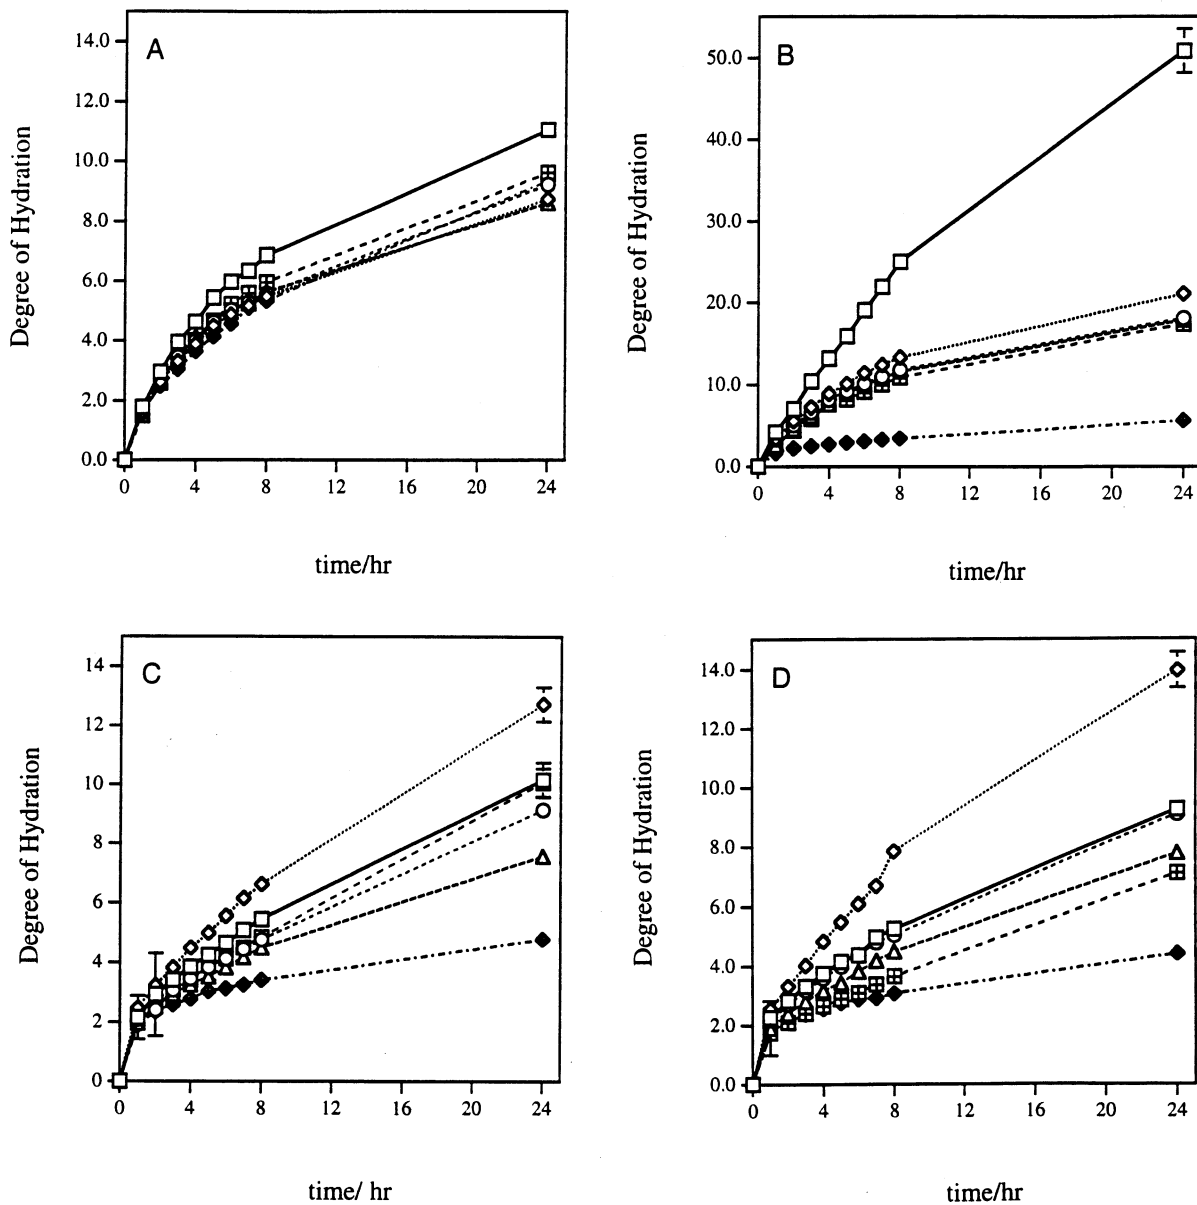 A
Degree of Hydration
14.0
12.0
10.0
8.0
6.0
4.0
2.0
0.0
0 4 8 12 16 20 24
time/hr
B
Degree of Hydration
50.0
40.0
30.0
20.0
10.0
0.0
0 4 8 12 16 20 24
time/hr
C
Degree of Hydration
14
12
10
8
6
4
2
0
0 4 8 12 16 20 24
time/ hr
D
Degree of Hydration
14.0
12.0
10.0
8.0
6.0
4.0
2.0
0.0
0 4 8 12 16 20 24
time/hr